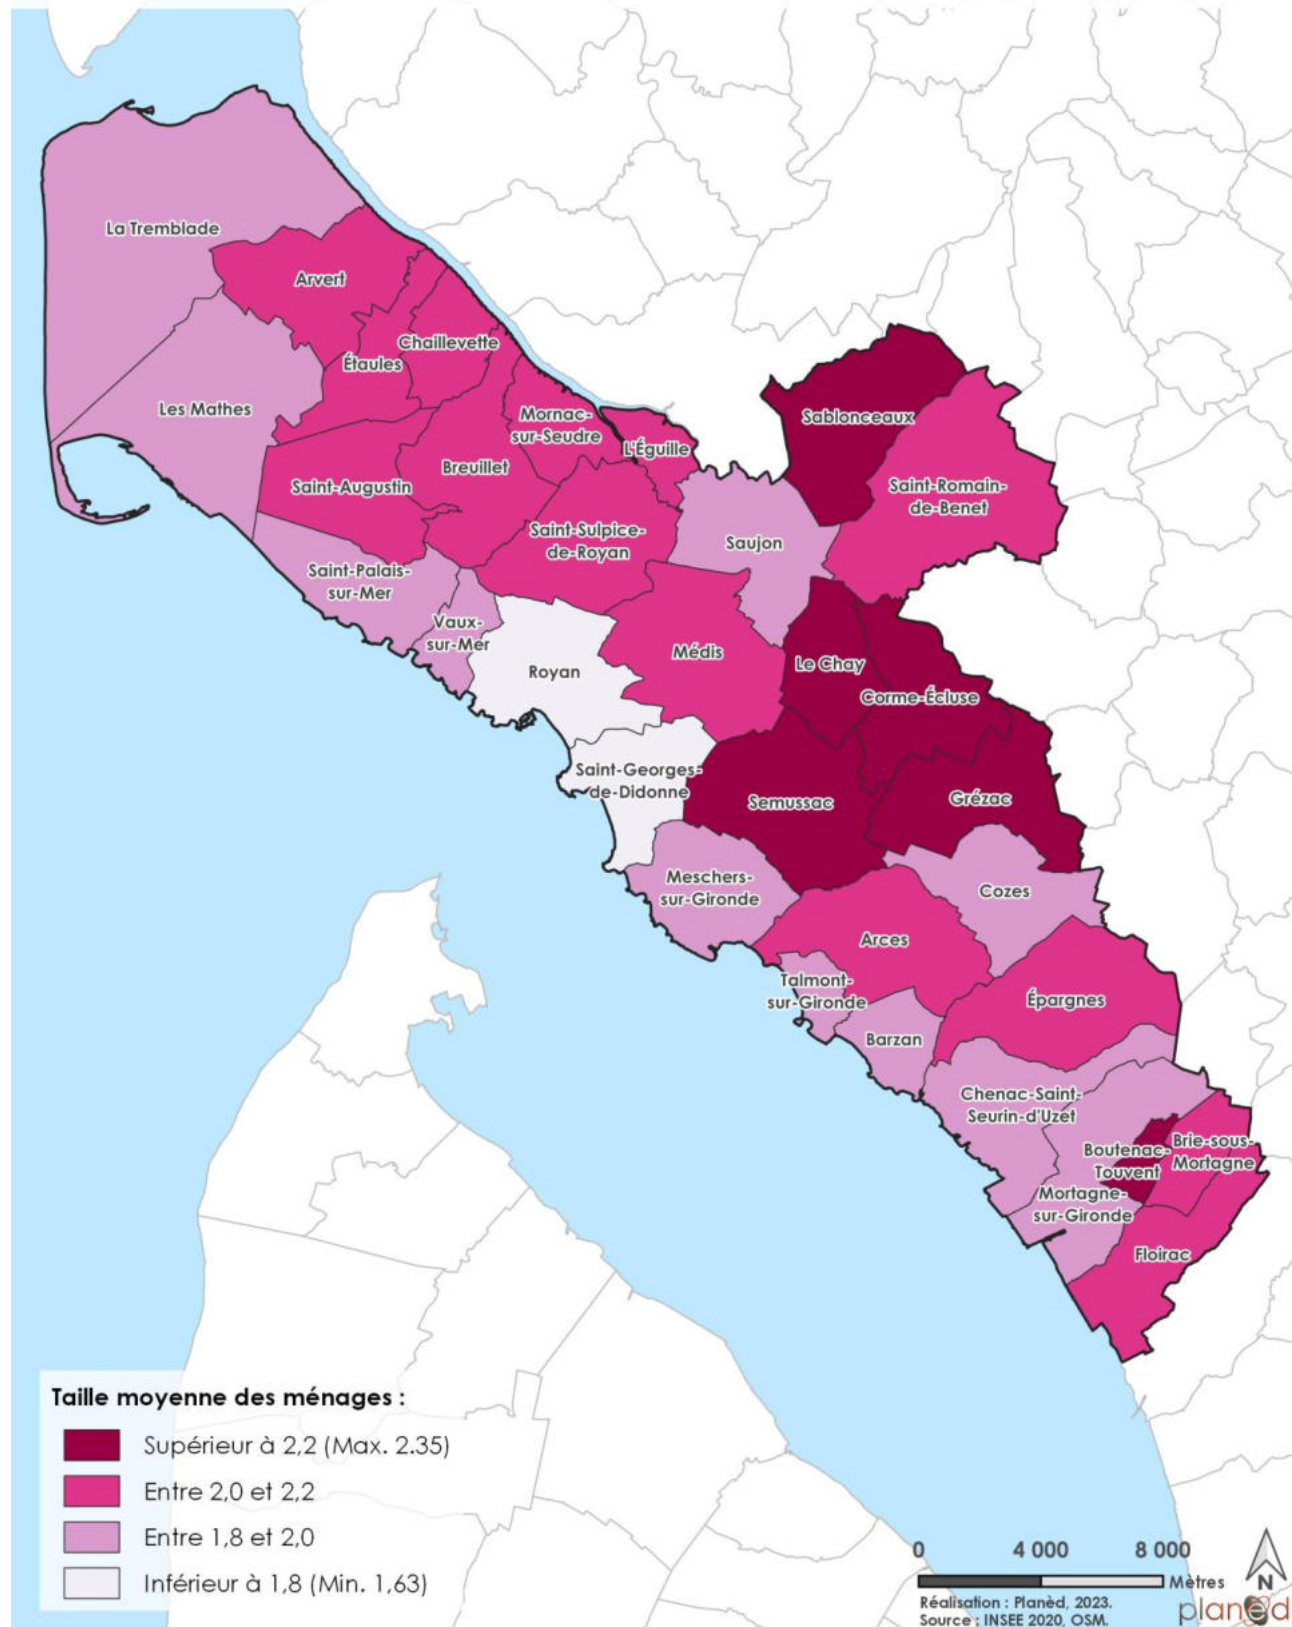 La Tremblade
Arvert
Chaillevette
Étaules
Les Mathes
Mornac-
sur-Seudre
L'Éguille
Sablonceaux
Breuillet
Saint-Augustin
Saint-Romain-
de-Benet
Saint-Sulpice-
de-Royan
Saujon
Saint-Palais-
sur-Mer
Vaux-
sur-Mer
Royan
Médis
Le Chay
Corme-Écluse
Saint-Georges-
de-Didonne
Semussac
Grézac
Meschers-
sur-Gironde
Cozes
Arces
Talmont-
sur-Gironde
Épargnes
Barzan
Chenac-Saint-
Seurin-d'Uzet
Boutenac-
Touvent
Brie-sous-
Mortagne
Mortagne-
sur-Gironde
Floirac
Taille moyenne des ménages :
Supérieur à 2,2 (Max. 2.35)
Entre 2,0 et 2,2
Entre 1,8 et 2,0
Inférieur à 1,8 (Min. 1,63)
0 4 000 8 000
Mètres
N
Réalisation : Planèd, 2023.
Source : INSEE 2020, OSM.
planèd